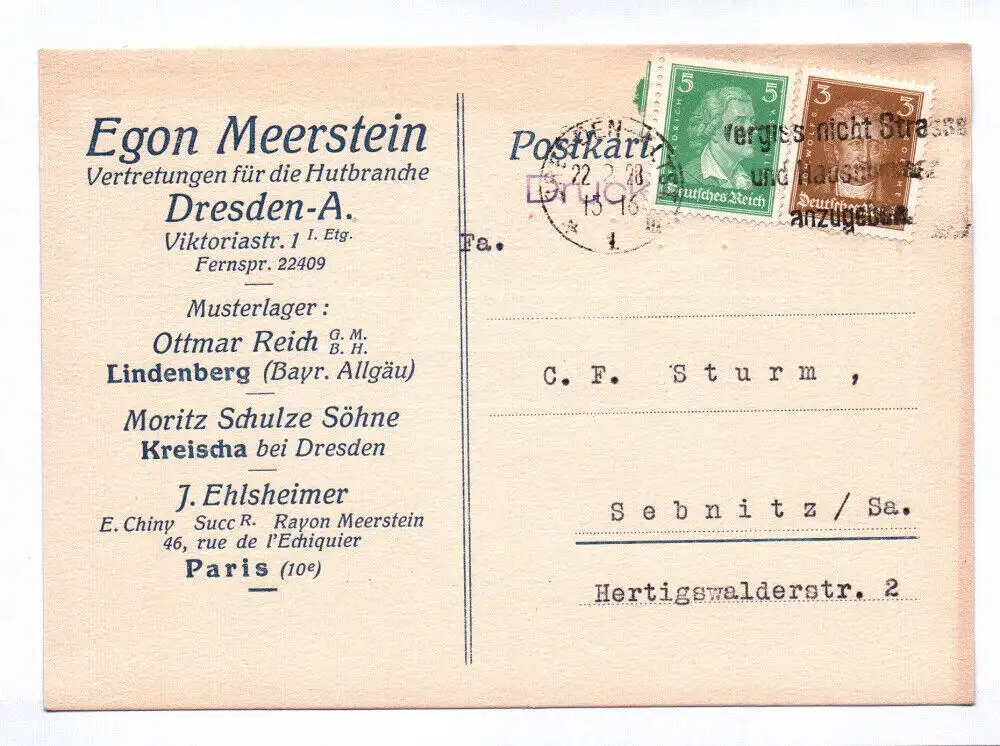 Egon Meerstein
Vertretungen für die Hutbranche
Dresden-A.
Viktoriastr. 1 I. Etg.
Fernspr. 22409
Musterlager :
Ottmar Reich G. M. B. H.
Lindenberg (Bayr. Allgäu)
Moritz Schulze Söhne
Kreischa bei Dresden
J. Ehlsheimer
E. Chiny Succ R. Rayon Meerstein
46, rue de l'Echiquier
Paris (10e)
Postkart
Druck
22 2 28
15-16
1
5 5
Deutsches Reich
3 3
Deutsches Reich
vergiss nicht Strasse
und Hausnummer
anzugeben.
Fa.
C. F. Sturm ,
Sebnitz/Sa.
Hertigswalderstr. 2